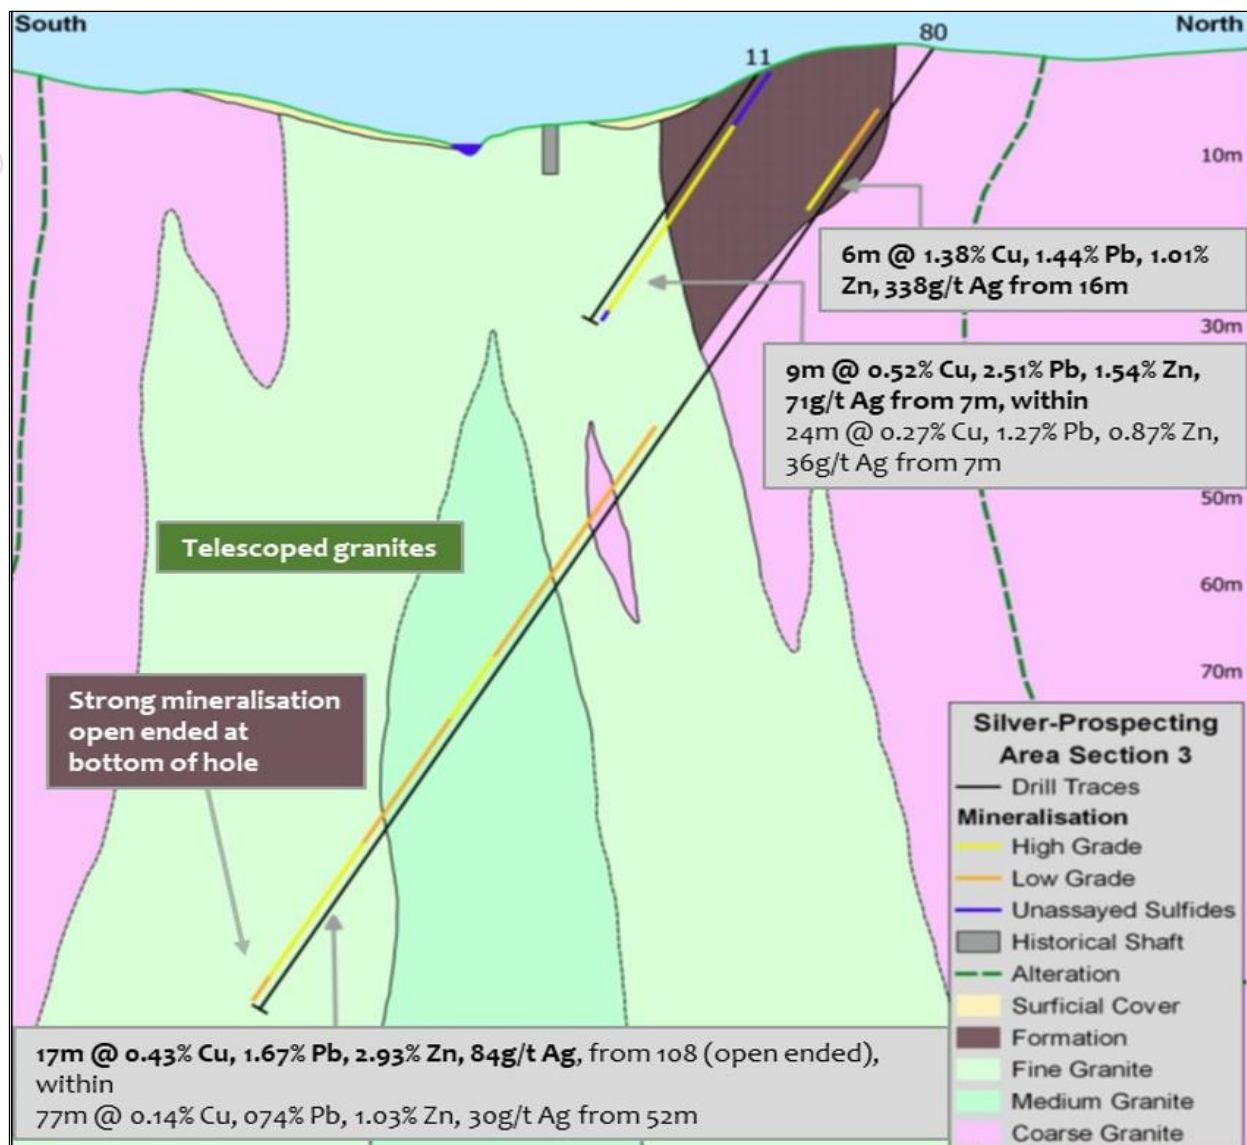 South
North
80
11
10m
6m @ 1.38% Cu, 1.44% Pb, 1.01%
Zn, 338g/t Ag from 16m
30m
9m @ 0.52% Cu, 2.51% Pb, 1.54% Zn,
71g/t Ag from 7m, within
24m @ 0.27% Cu, 1.27% Pb, 0.87% Zn,
36g/t Ag from 7m
50m
Telescoped granites
60m
70m
Strong mineralisation
open ended at
bottom of hole
Silver-Prospecting
Area Section 3
Drill Traces
Mineralisation
High Grade
Low Grade
Unassayed Sulfides
Historical Shaft
Alteration
Surficial Cover
Formation
Fine Granite
Medium Granite
Coarse Granite
17m @ 0.43% Cu, 1.67% Pb, 2.93% Zn, 84g/t Ag, from 108 (open ended),
within
77m @ 0.14% Cu, 074% Pb, 1.03% Zn, 30g/t Ag from 52m